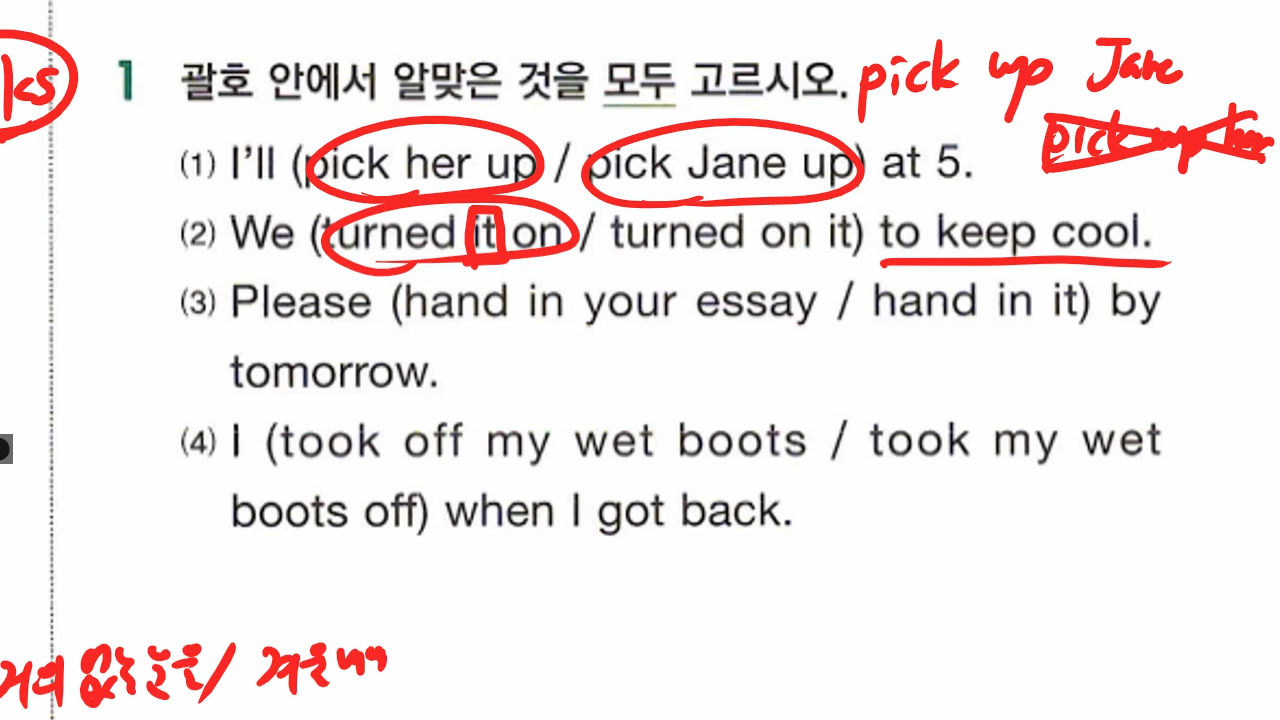 1 괄호 안에서 알맞은 것을 모두 고르시오. pick up Jane
pick up her
ks
(1) I'll (pick her up / pick Jane up) at 5.
(2) We (turned it on / turned on it) to keep cool.
(3) Please (hand in your essay / hand in it) by
tomorrow.
(4) I (took off my wet boots / took my wet
boots off) when I got back.